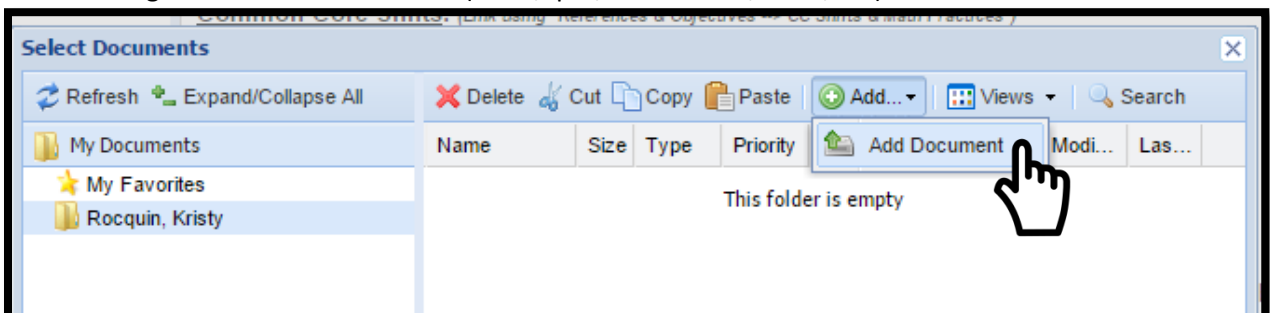 Common Core Shifts: (Link using "References & Objectives --> CC Shifts & Math Practices")
Select Documents
Refresh Expand/Collapse All Delete Cut Copy Paste Add... Views Search
My Documents Name Size Type Priority Add Document Modi... Las...
My Favorites
This folder is empty
Rocquin, Kristy